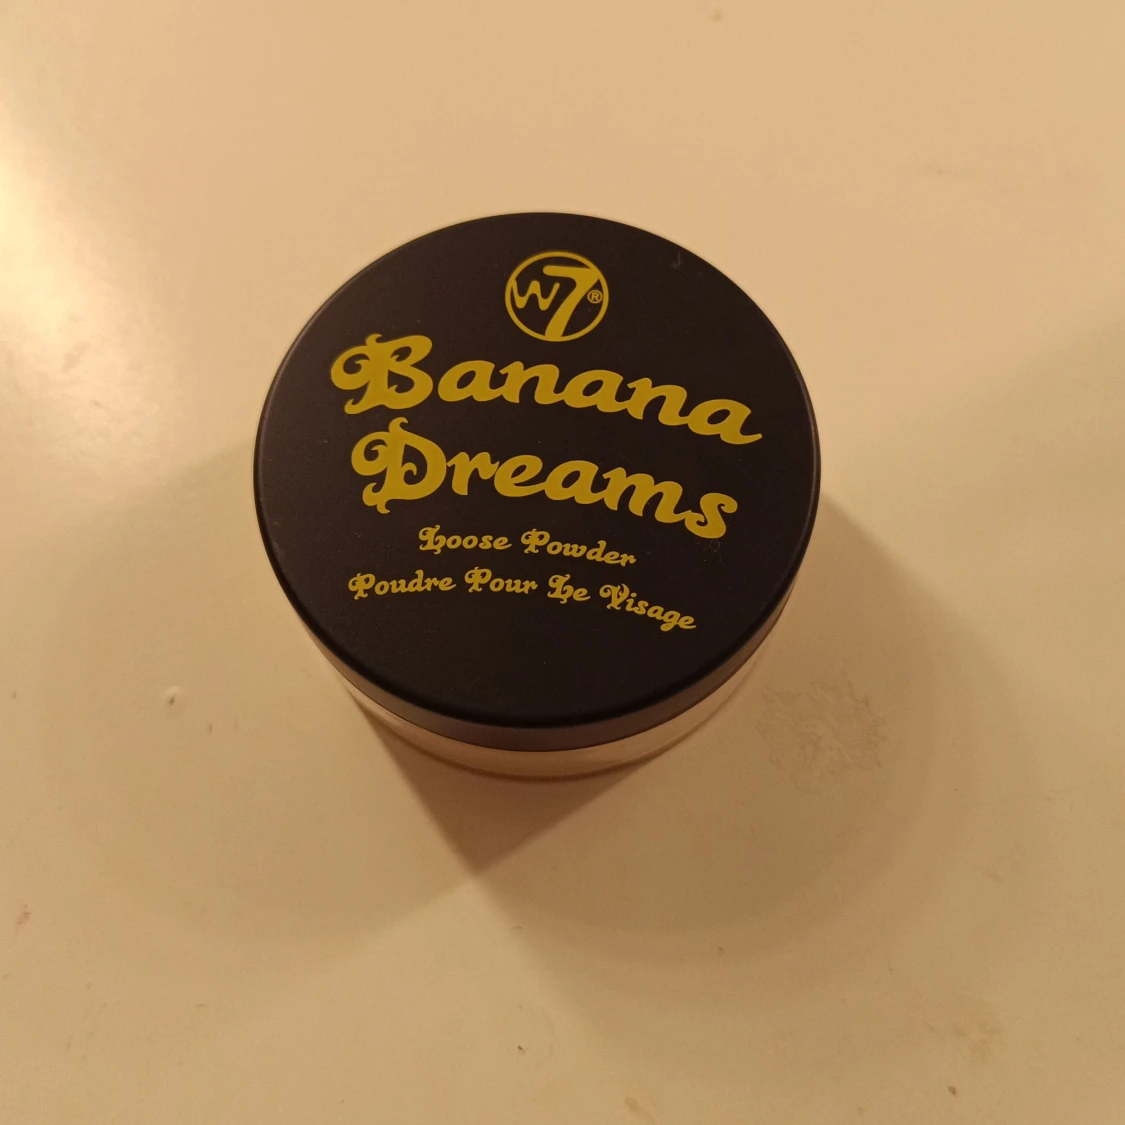 W7®
Banana
Dreams
Loose Powder
Poudre Pour Le Visage